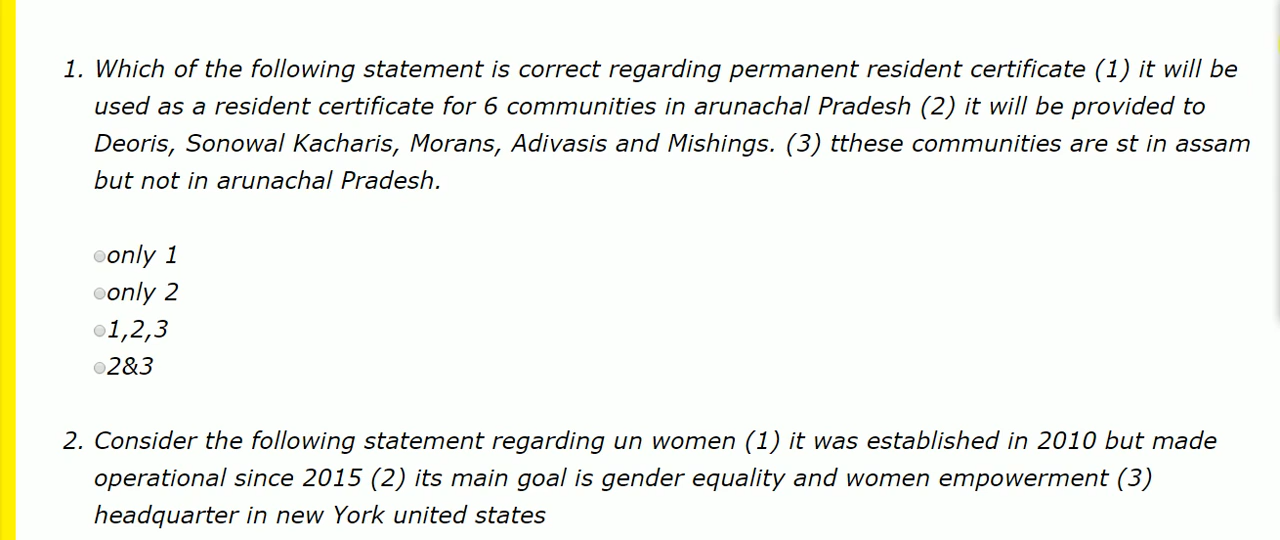 1. Which of the following statement is correct regarding permanent resident certificate (1) it will be
used as a resident certificate for 6 communities in arunachal Pradesh (2) it will be provided to
Deoris, Sonowal Kacharis, Morans, Adivasis and Mishings. (3) tthese communities are st in assam
but not in arunachal Pradesh.
only 1
only 2
1,2,3
2&3
2. Consider the following statement regarding un women (1) it was established in 2010 but made
operational since 2015 (2) its main goal is gender equality and women empowerment (3)
headquarter in new York united states